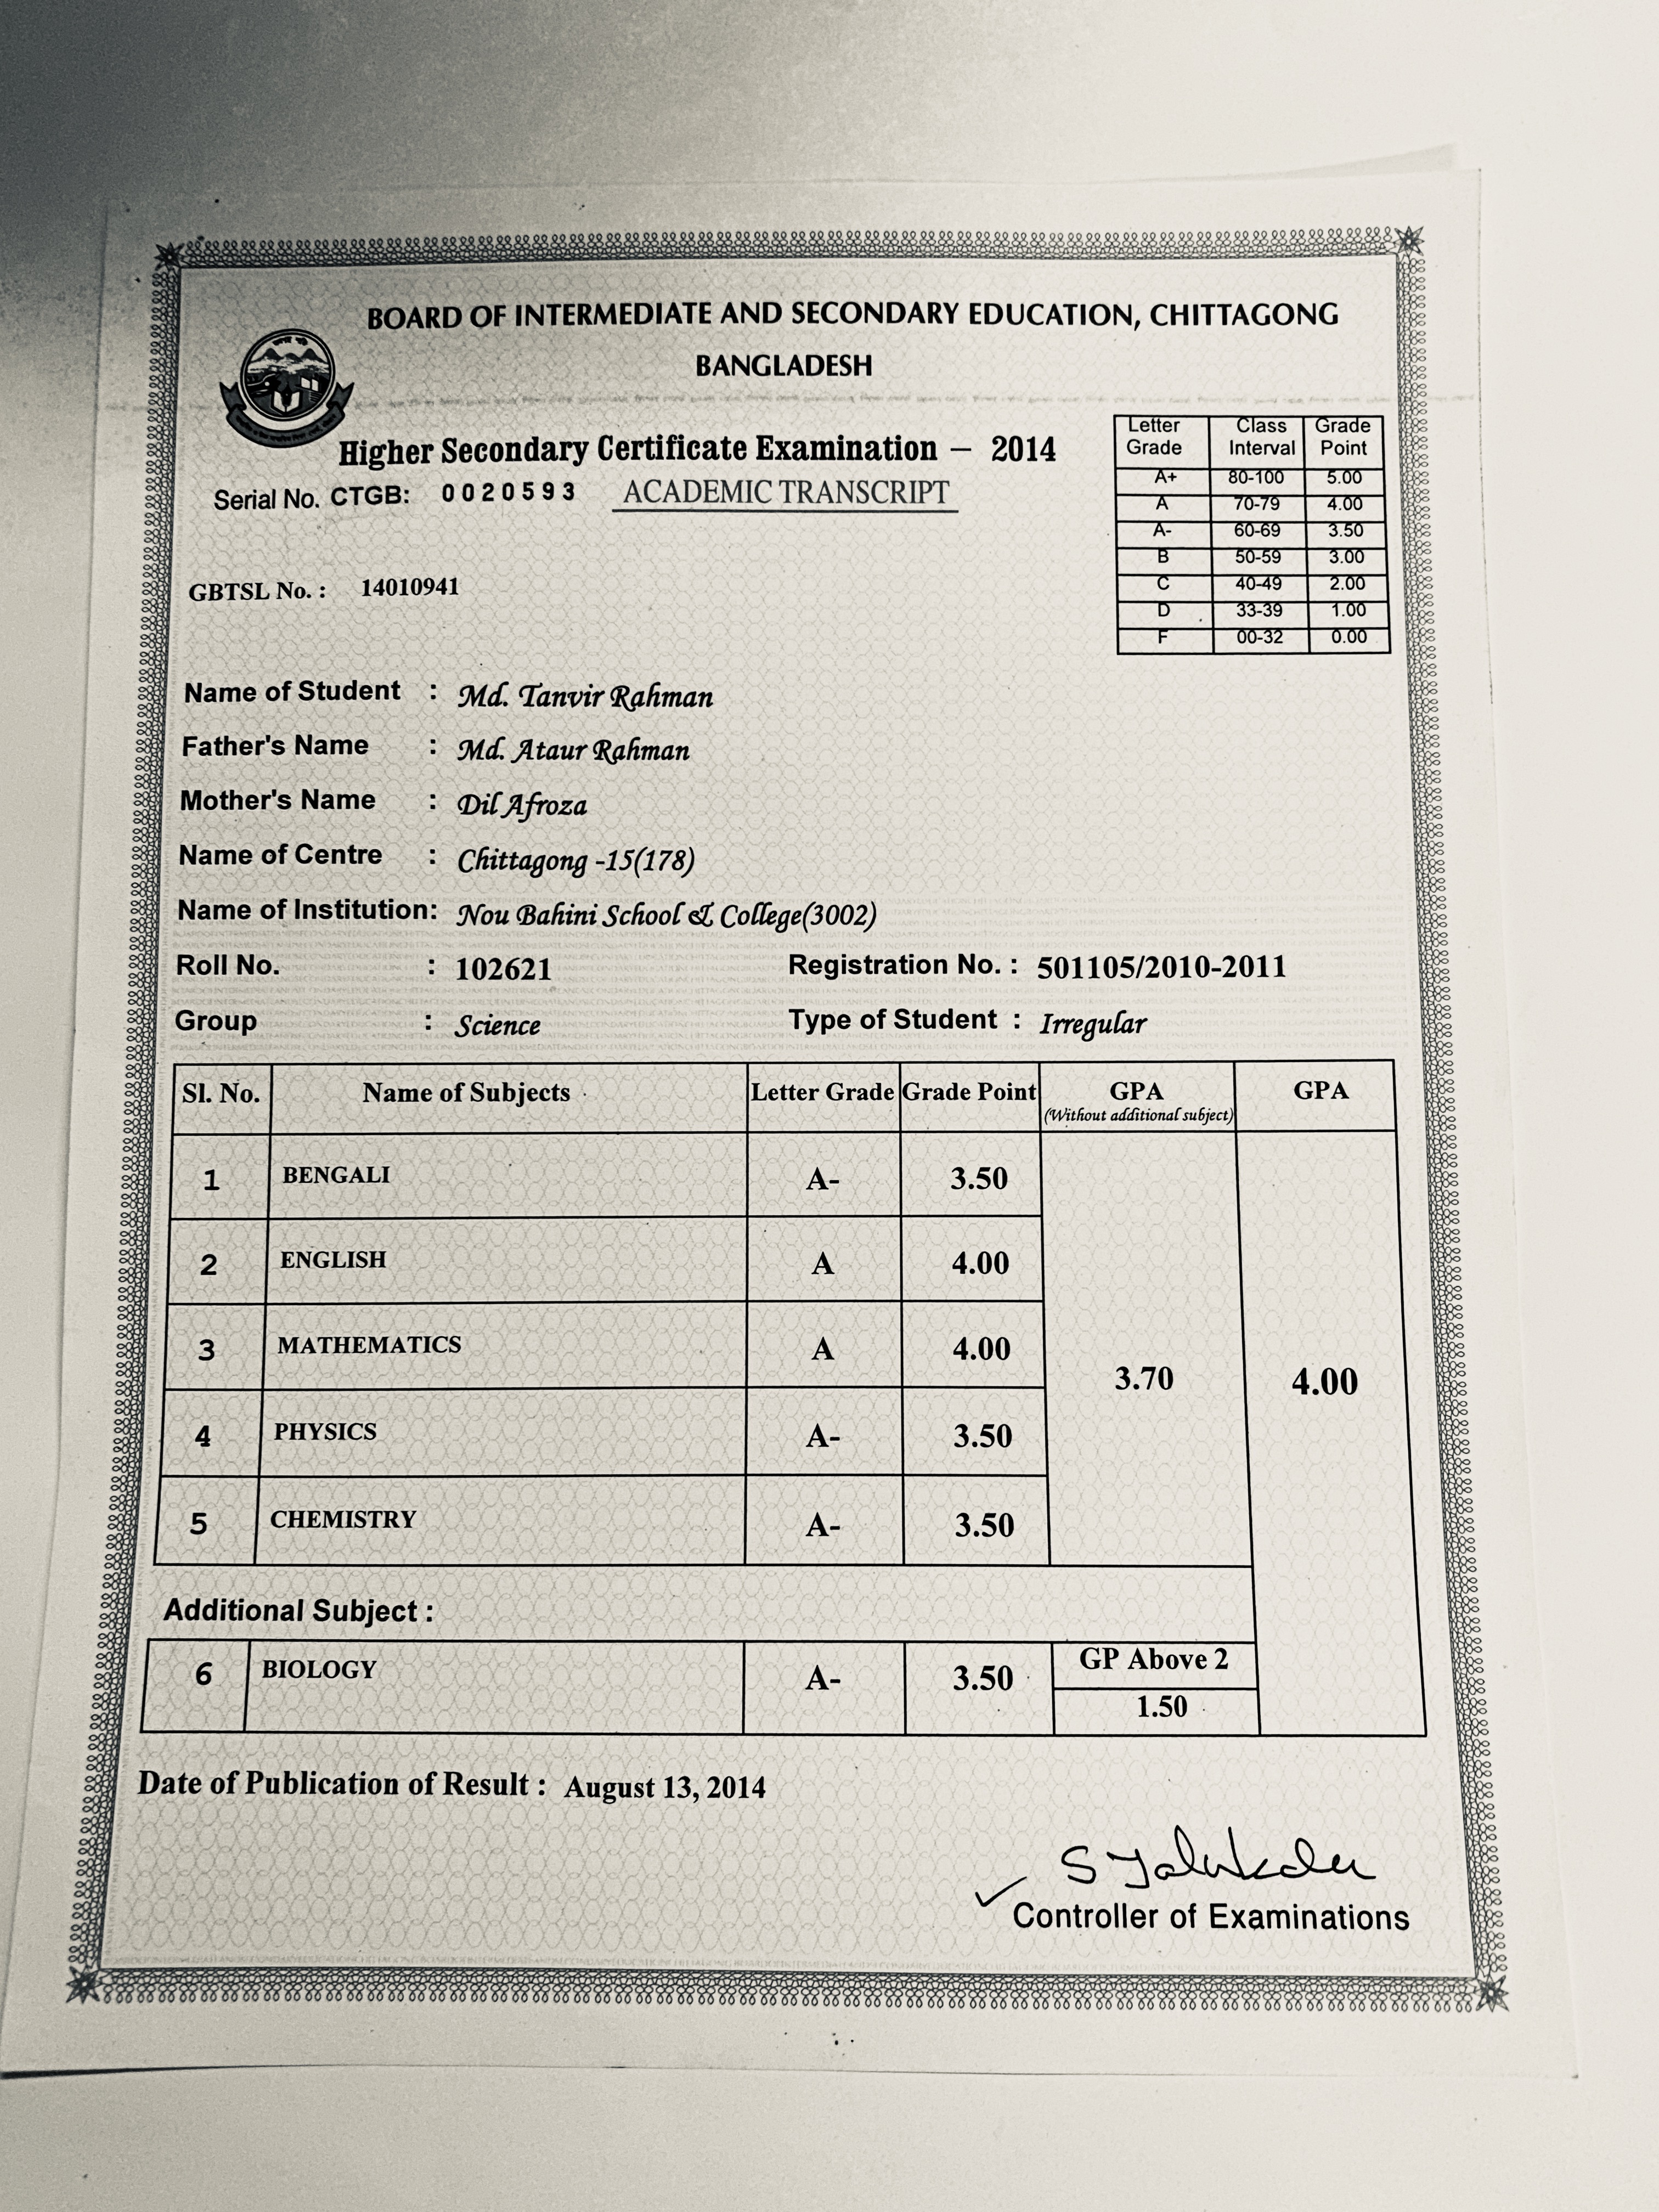 BOARD OF INTERMEDIATE AND SECONDARY EDUCATION, CHITTAGONG
BANGLADESH
Higher Secondary Certificate Examination – 2014
Serial No. CTGB: 0020593 ACADEMIC TRANSCRIPT
Letter Grade Class Interval Grade Point
A+ 80-100 5.00
A 70-79 4.00
A- 60-69 3.50
B 50-59 3.00
C 40-49 2.00
D 33-39 1.00
F 00-32 0.00
GBTSL No. : 14010941
Name of Student : Md. Tanvir Rahman
Father's Name : Md. Ataur Rahman
Mother's Name : Dil Afroza
Name of Centre : Chittagong -15(178)
Name of Institution: Nou Bahini School & College(3002)
Roll No. : 102621 Registration No. : 501105/2010-2011
Group : Science Type of Student : Irregular
Sl. No. Name of Subjects Letter Grade Grade Point GPA (Without additional subject) GPA
1 BENGALI A- 3.50
2 ENGLISH A 4.00
3 MATHEMATICS A 4.00
3.70 4.00
4 PHYSICS A- 3.50
5 CHEMISTRY A- 3.50
Additional Subject :
6 BIOLOGY A- 3.50 GP Above 2
1.50
Date of Publication of Result : August 13, 2014
Controller of Examinations